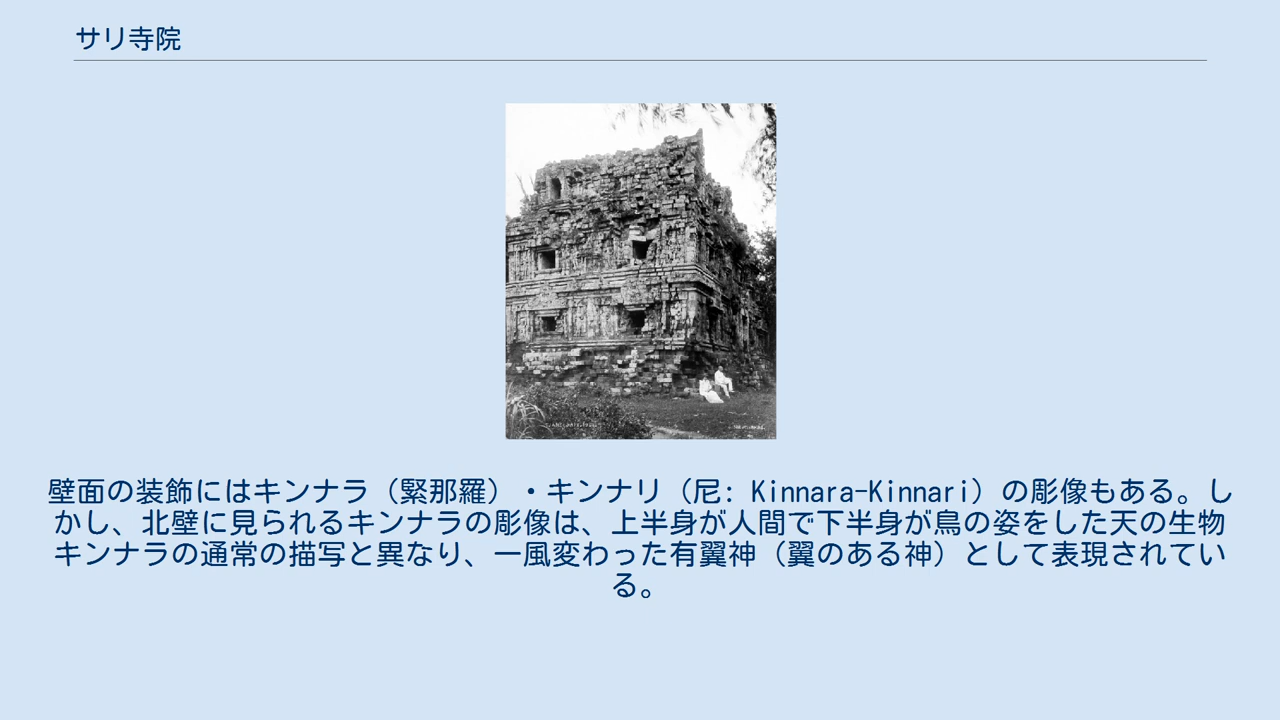 サリ寺院
壁面の装飾にはキンナラ（緊那羅）・キンナリ（尼: Kinnara-Kinnari）の彫像もある。し
かし、北壁に見られるキンナラの彫像は、上半身が人間で下半身が鳥の姿をした天の生物
キンナラの通常の描写と異なり、一風変わった有翼神（翼のある神）として表現されてい
る。